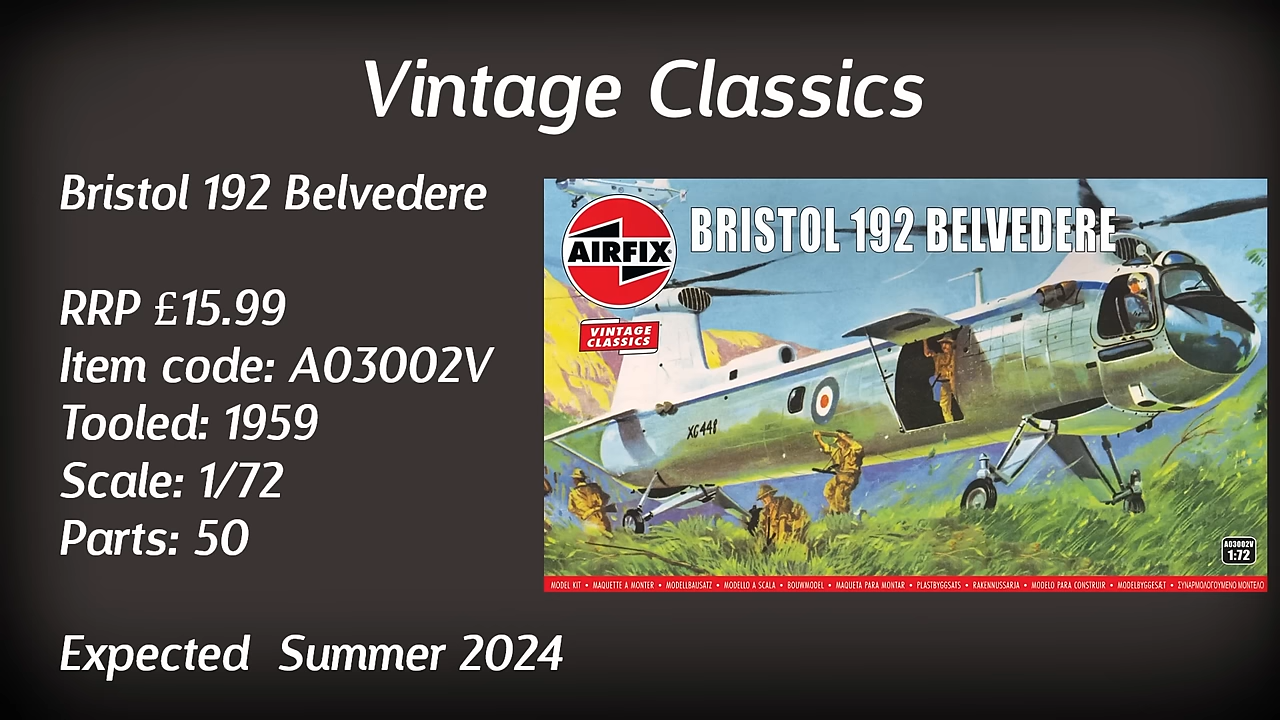 Vintage Classics
Bristol 192 Belvedere
RRP £15.99
Item code: A03002V
Tooled: 1959
Scale: 1/72
Parts: 50
Expected  Summer 2024
BRISTOL 192 BELVEDERE
AIRFIX
VINTAGE
CLASSICS
XG448
A03002V
1:72
MODEL KIT • MAQUETTE A MONTER • MODELLBAUSATZ • MODELLO A SCALA • BOUWMODEL • MAQUETA PARA MONTAR • PLASTBYGGSATS • RAKENNUSSARJA • MODELO PARA CONSTRUIR • MODELBYGGESÆT • ΣΥΝΑΡΜΟΛΟΓΟΥΜΕΝΟ ΜΟΝΤΕΛΟ